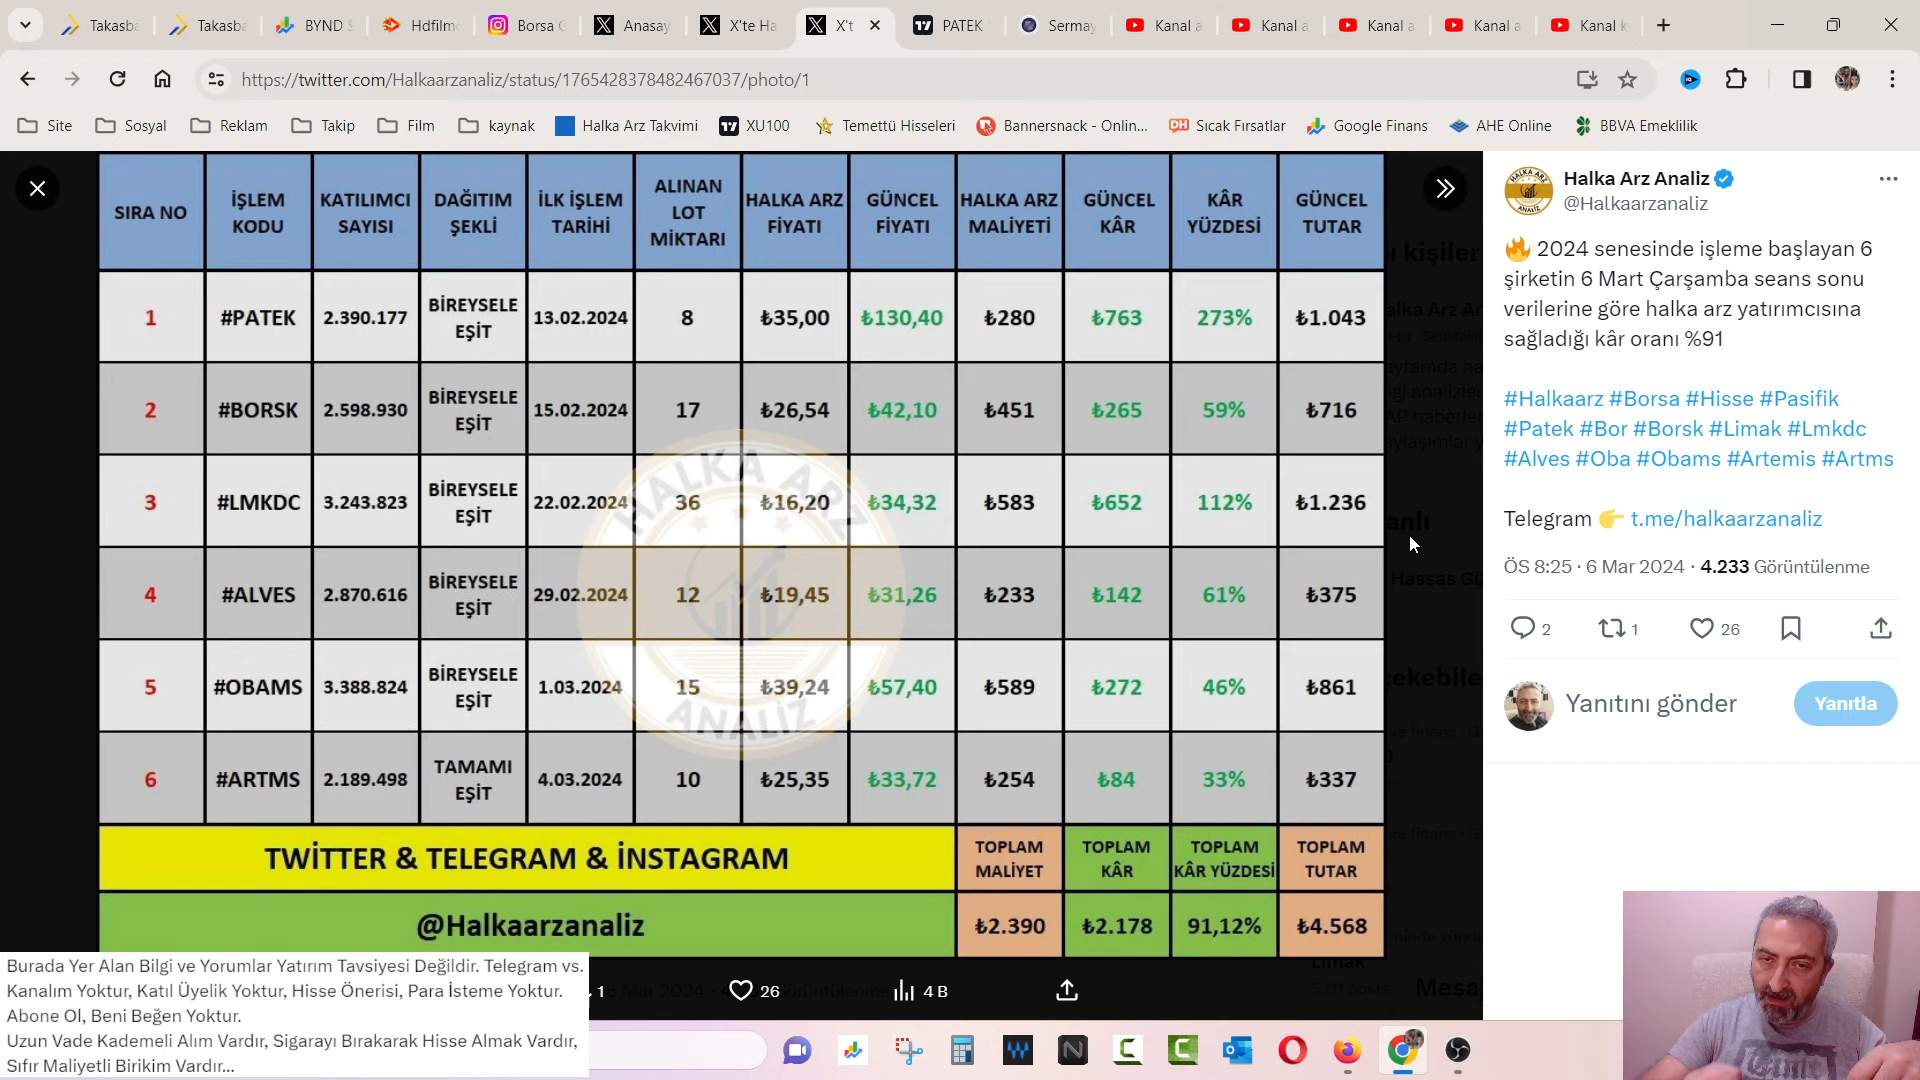 Takasba
Takasba
BYND S
Hdfilmc
Borsa G
Anasay
X'te Ha
X't
PATEK
Sermay
Kanal a
Kanal a
Kanal a
Kanal a
Kanal k
https://twitter.com/Halkaarzanaliz/status/1765428378482467037/photo/1
Site
Sosyal
Reklam
Takip
Film
kaynak
Halka Arz Takvimi
XU100
Temettü Hisseleri
Bannersnack - Onlin...
Sıcak Fırsatlar
Google Finans
AHE Online
BBVA Emeklilik
SIRA NO
İŞLEM
KODU
KATILIMCI
SAYISI
DAĞITIM
ŞEKLİ
İLK İŞLEM
TARİHİ
ALINAN
LOT
MİKTARI
HALKA ARZ
FİYATI
GÜNCEL
FİYATI
HALKA ARZ
MALİYETİ
GÜNCEL
KÂR
KÂR
YÜZDESİ
GÜNCEL
TUTAR
1 #PATEK 2.390.177 BİREYSELE EŞİT 13.02.2024 8 ₺35,00 ₺130,40 ₺280 ₺763 273% ₺1.043
2 #BORSK 2.598.930 BİREYSELE EŞİT 15.02.2024 17 ₺26,54 ₺42,10 ₺451 ₺265 59% ₺716
3 #LMKDC 3.243.823 BİREYSELE EŞİT 22.02.2024 36 ₺16,20 ₺34,32 ₺583 ₺652 112% ₺1.236
4 #ALVES 2.870.616 BİREYSELE EŞİT 29.02.2024 12 ₺19,45 ₺31,26 ₺233 ₺142 61% ₺375
5 #OBAMS 3.388.824 BİREYSELE EŞİT 1.03.2024 15 ₺39,24 ₺57,40 ₺589 ₺272 46% ₺861
6 #ARTMS 2.189.498 TAMAMI EŞİT 4.03.2024 10 ₺25,35 ₺33,72 ₺254 ₺84 33% ₺337
HALKA ARZ
ANALİZ
TWİTTER & TELEGRAM & İNSTAGRAM
TOPLAM
MALİYET
TOPLAM
KÂR
TOPLAM
KÂR YÜZDESİ
TOPLAM
TUTAR
@Halkaarzanaliz
₺2.390 ₺2.178 91,12% ₺4.568
Halka Arz Analiz
@Halkaarzanaliz
2024 senesinde işleme başlayan 6
şirketin 6 Mart Çarşamba seans sonu
verilerine göre halka arz yatırımcısına
sağladığı kâr oranı %91
#Halkaarz #Borsa #Hisse #Pasifik
#Patek #Bor #Borsk #Limak #Lmkdc
#Alves #Oba #Obams #Artemis #Artms
Telegram 👉 t.me/halkaarzanaliz
ÖS 8:25 · 6 Mar 2024 · 4.233 Görüntülenme
2 1 26
Yanıtını gönder
Yanıtla
1 26 4 B
Burada Yer Alan Bilgi ve Yorumlar Yatırım Tavsiyesi Değildir. Telegram vs.
Kanalım Yoktur, Katıl Üyelik Yoktur, Hisse Önerisi, Para İsteme Yoktur.
Abone Ol, Beni Beğen Yoktur.
Uzun Vade Kademeli Alım Vardır, Sigarayı Bırakarak Hisse Almak Vardır,
Sıfır Maliyetli Birikim Vardır...